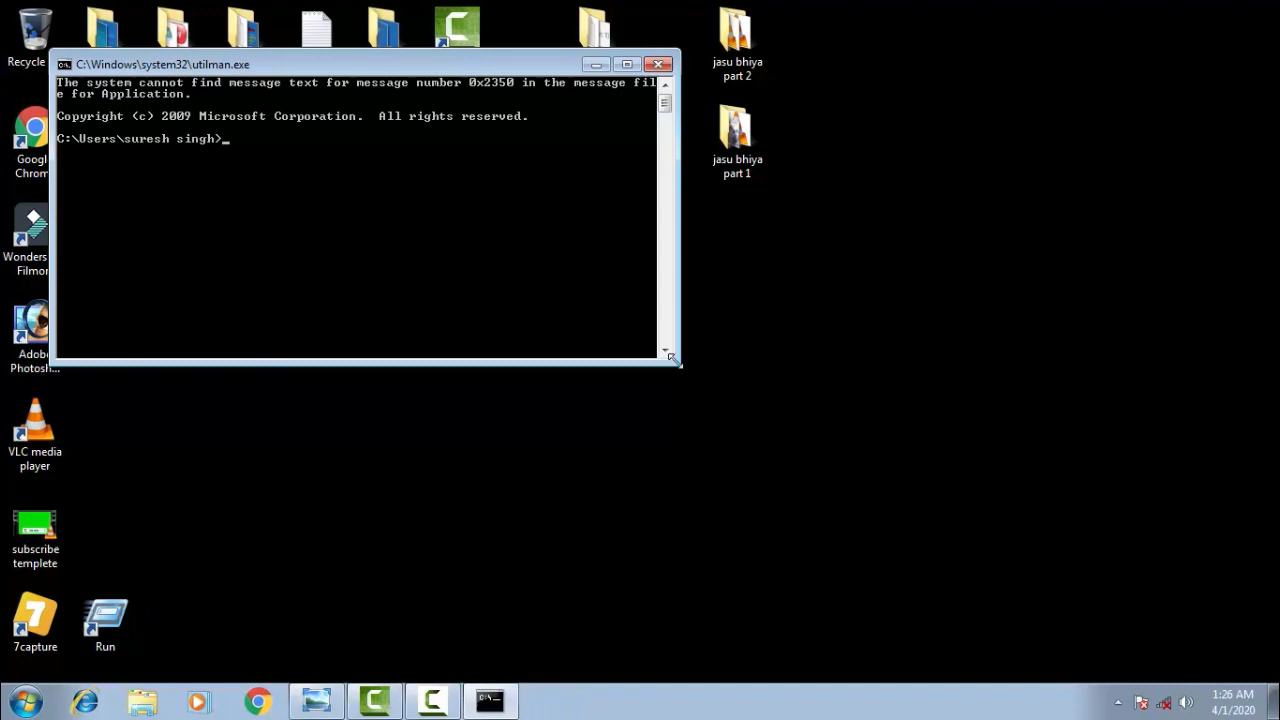 Recycle
jasu bhiya
part 2
C:\Windows\system32\utilman.exe
The system cannot find message text for message number 0x2350 in the message fil
e for Application.
Copyright (c) 2009 Microsoft Corporation.  All rights reserved.
C:\Users\suresh singh>_
Googl
Chrom
jasu bhiya
part 1
Wonders
Filmor
Adob
Photosh...
VLC media
player
subscribe
templete
7
7capture
Run
1:26 AM
4/1/2020